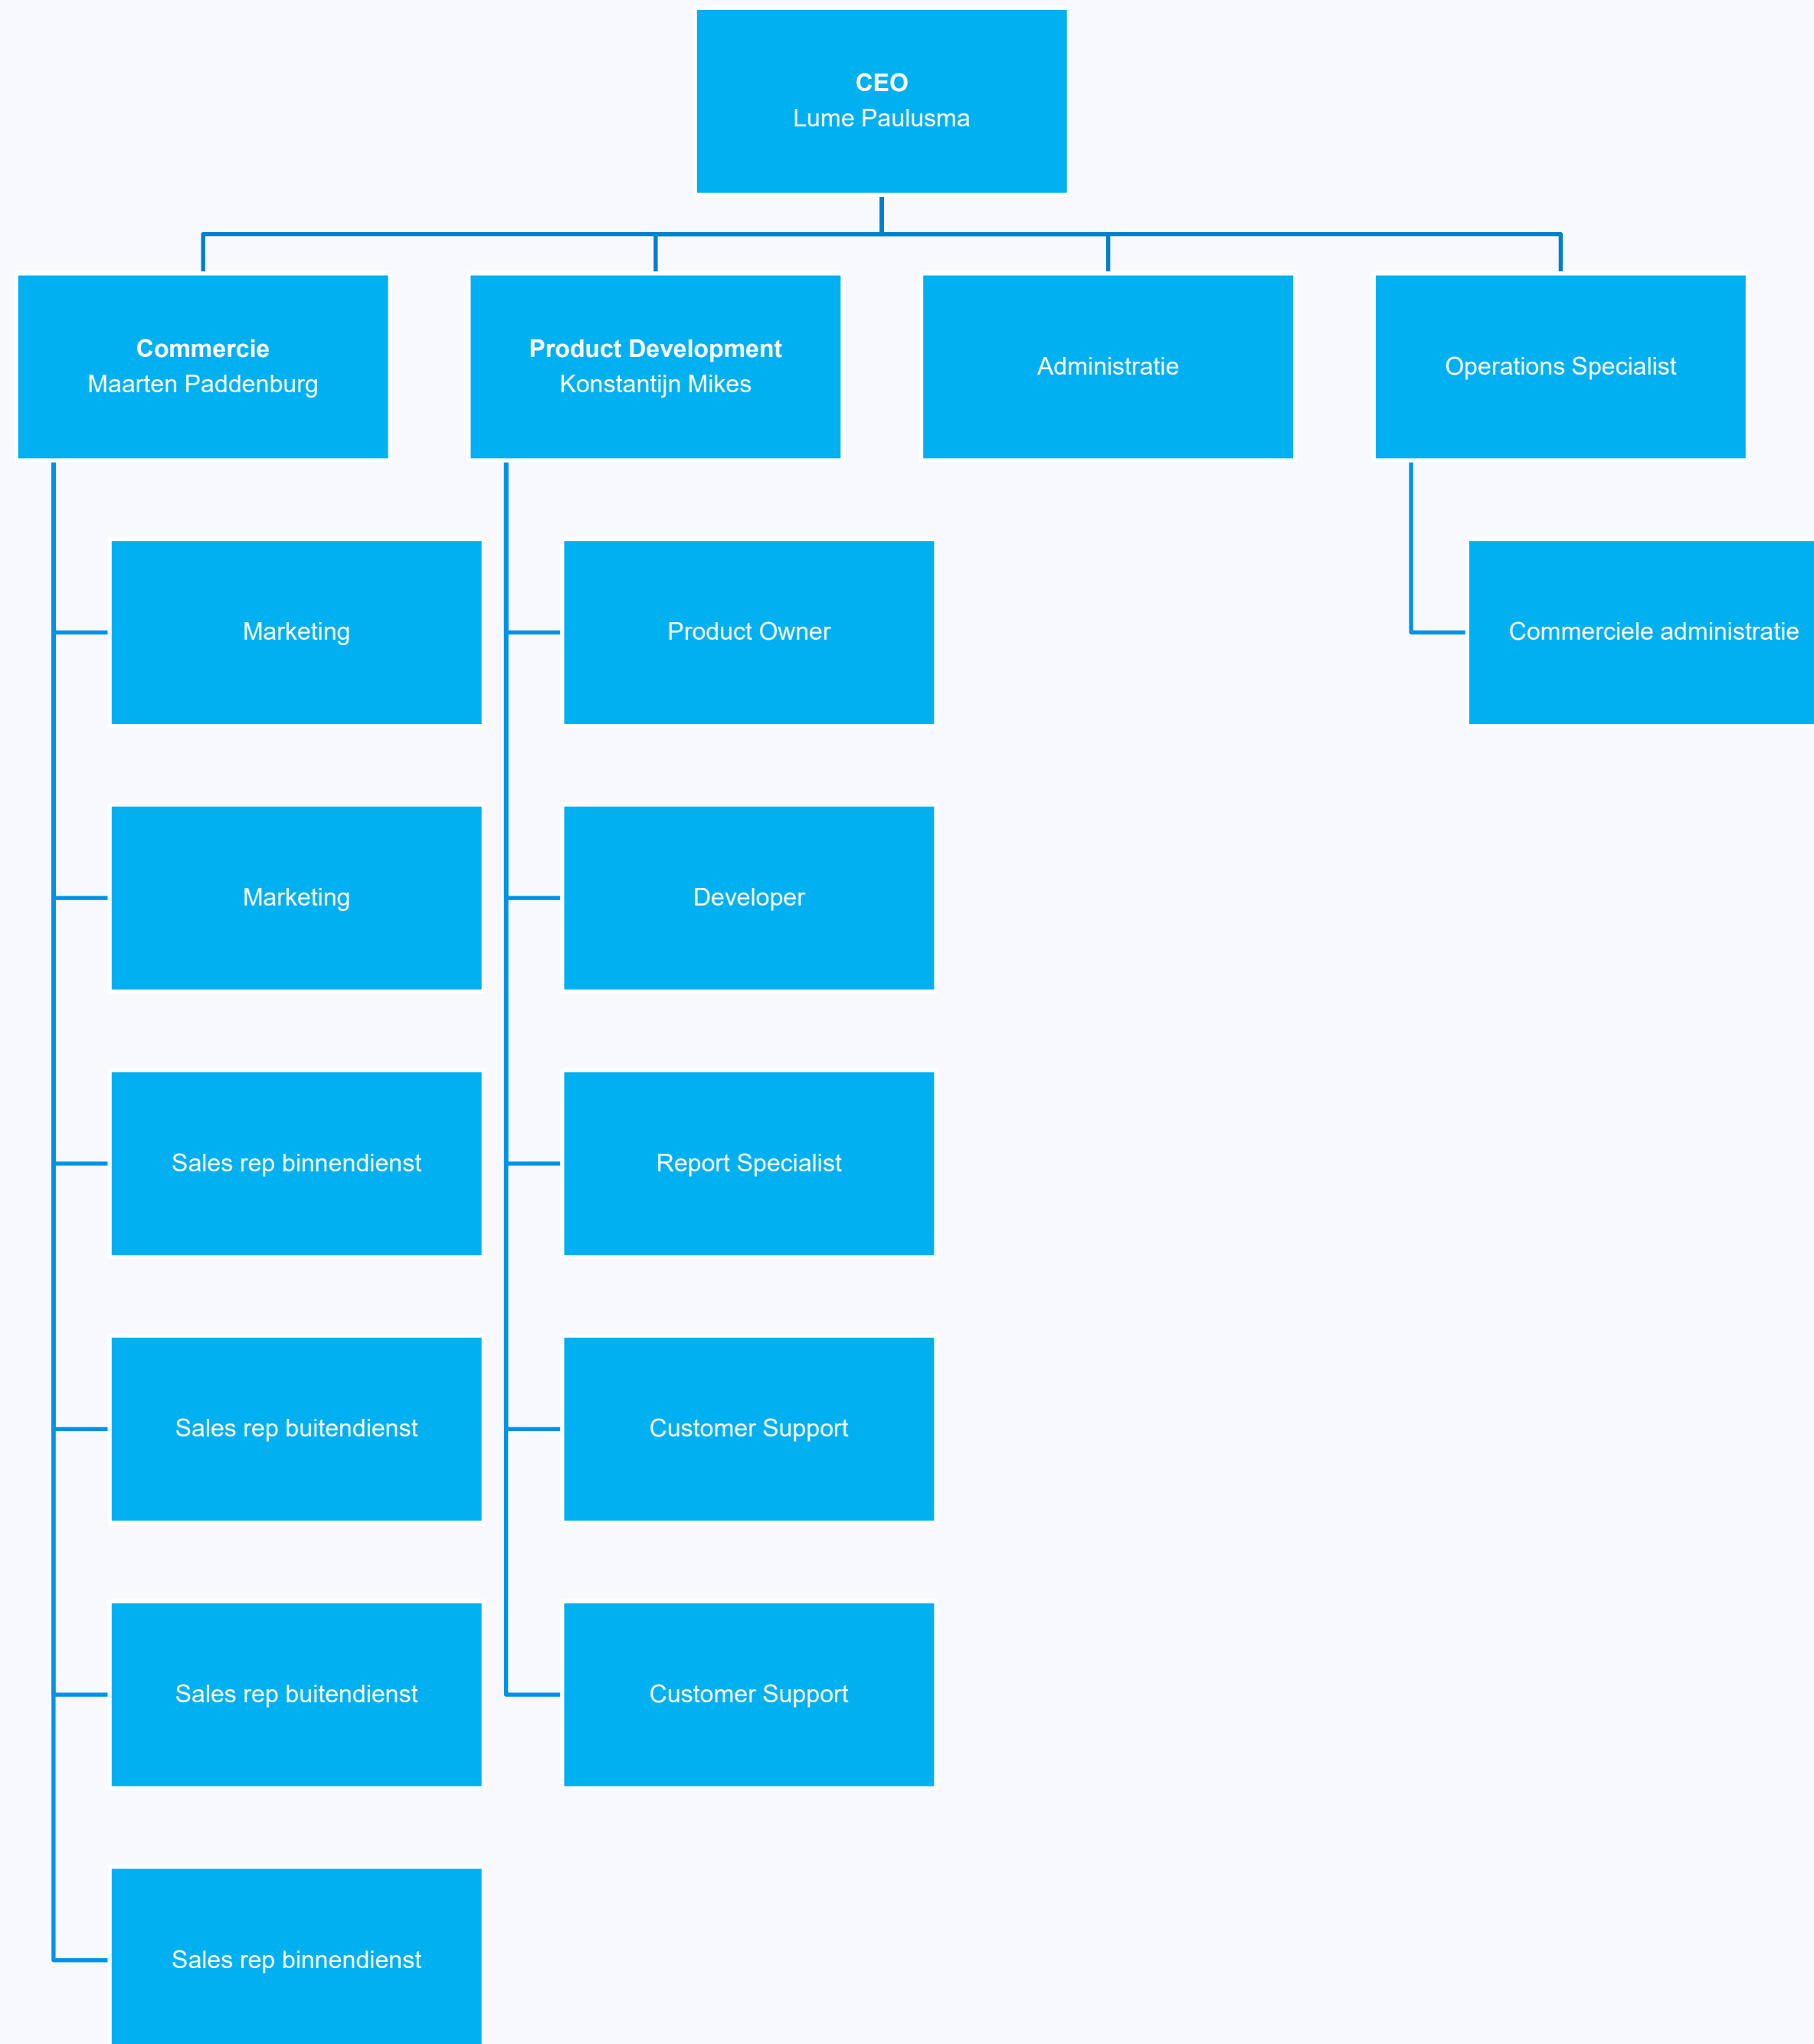 CEO
Lume Paulusma
Commercie
Maarten Paddenburg
Product Development
Konstantijn Mikes
Administratie
Operations Specialist
Marketing
Product Owner
Commerciele administratie
Marketing
Developer
Sales rep binnendienst
Report Specialist
Sales rep buitendienst
Customer Support
Sales rep buitendienst
Customer Support
Sales rep binnendienst